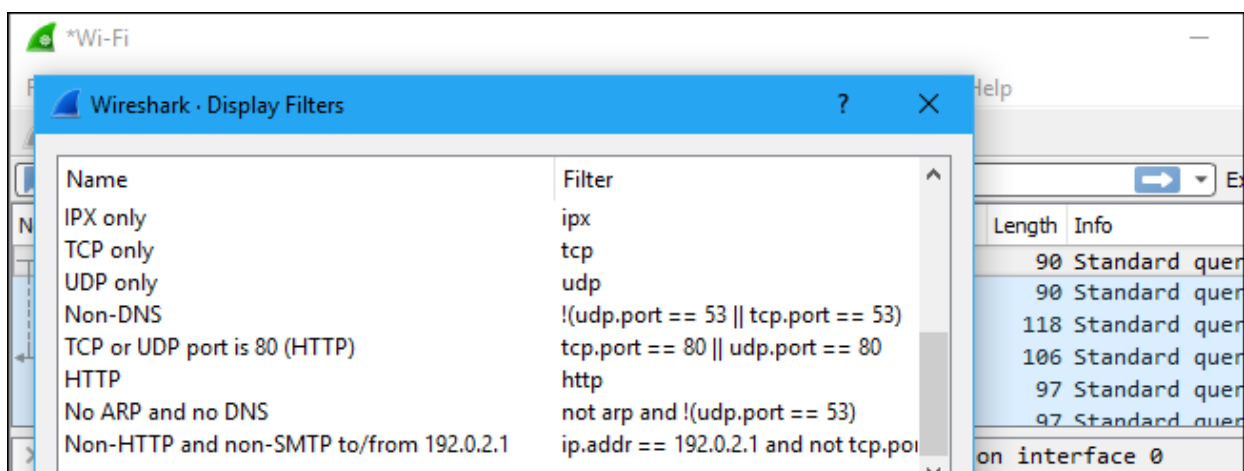 *Wi-Fi
Help
Wireshark · Display Filters ?
Name Filter
IPX only ipx
TCP only tcp
UDP only udp
Non-DNS !(udp.port == 53 || tcp.port == 53)
TCP or UDP port is 80 (HTTP) tcp.port == 80 || udp.port == 80
HTTP http
No ARP and no DNS not arp and !(udp.port == 53)
Non-HTTP and non-SMTP to/from 192.0.2.1 ip.addr == 192.0.2.1 and not tcp.por
Length Info
90 Standard quer
90 Standard quer
118 Standard quer
106 Standard quer
97 Standard quer
97 Standard quer
on interface 0